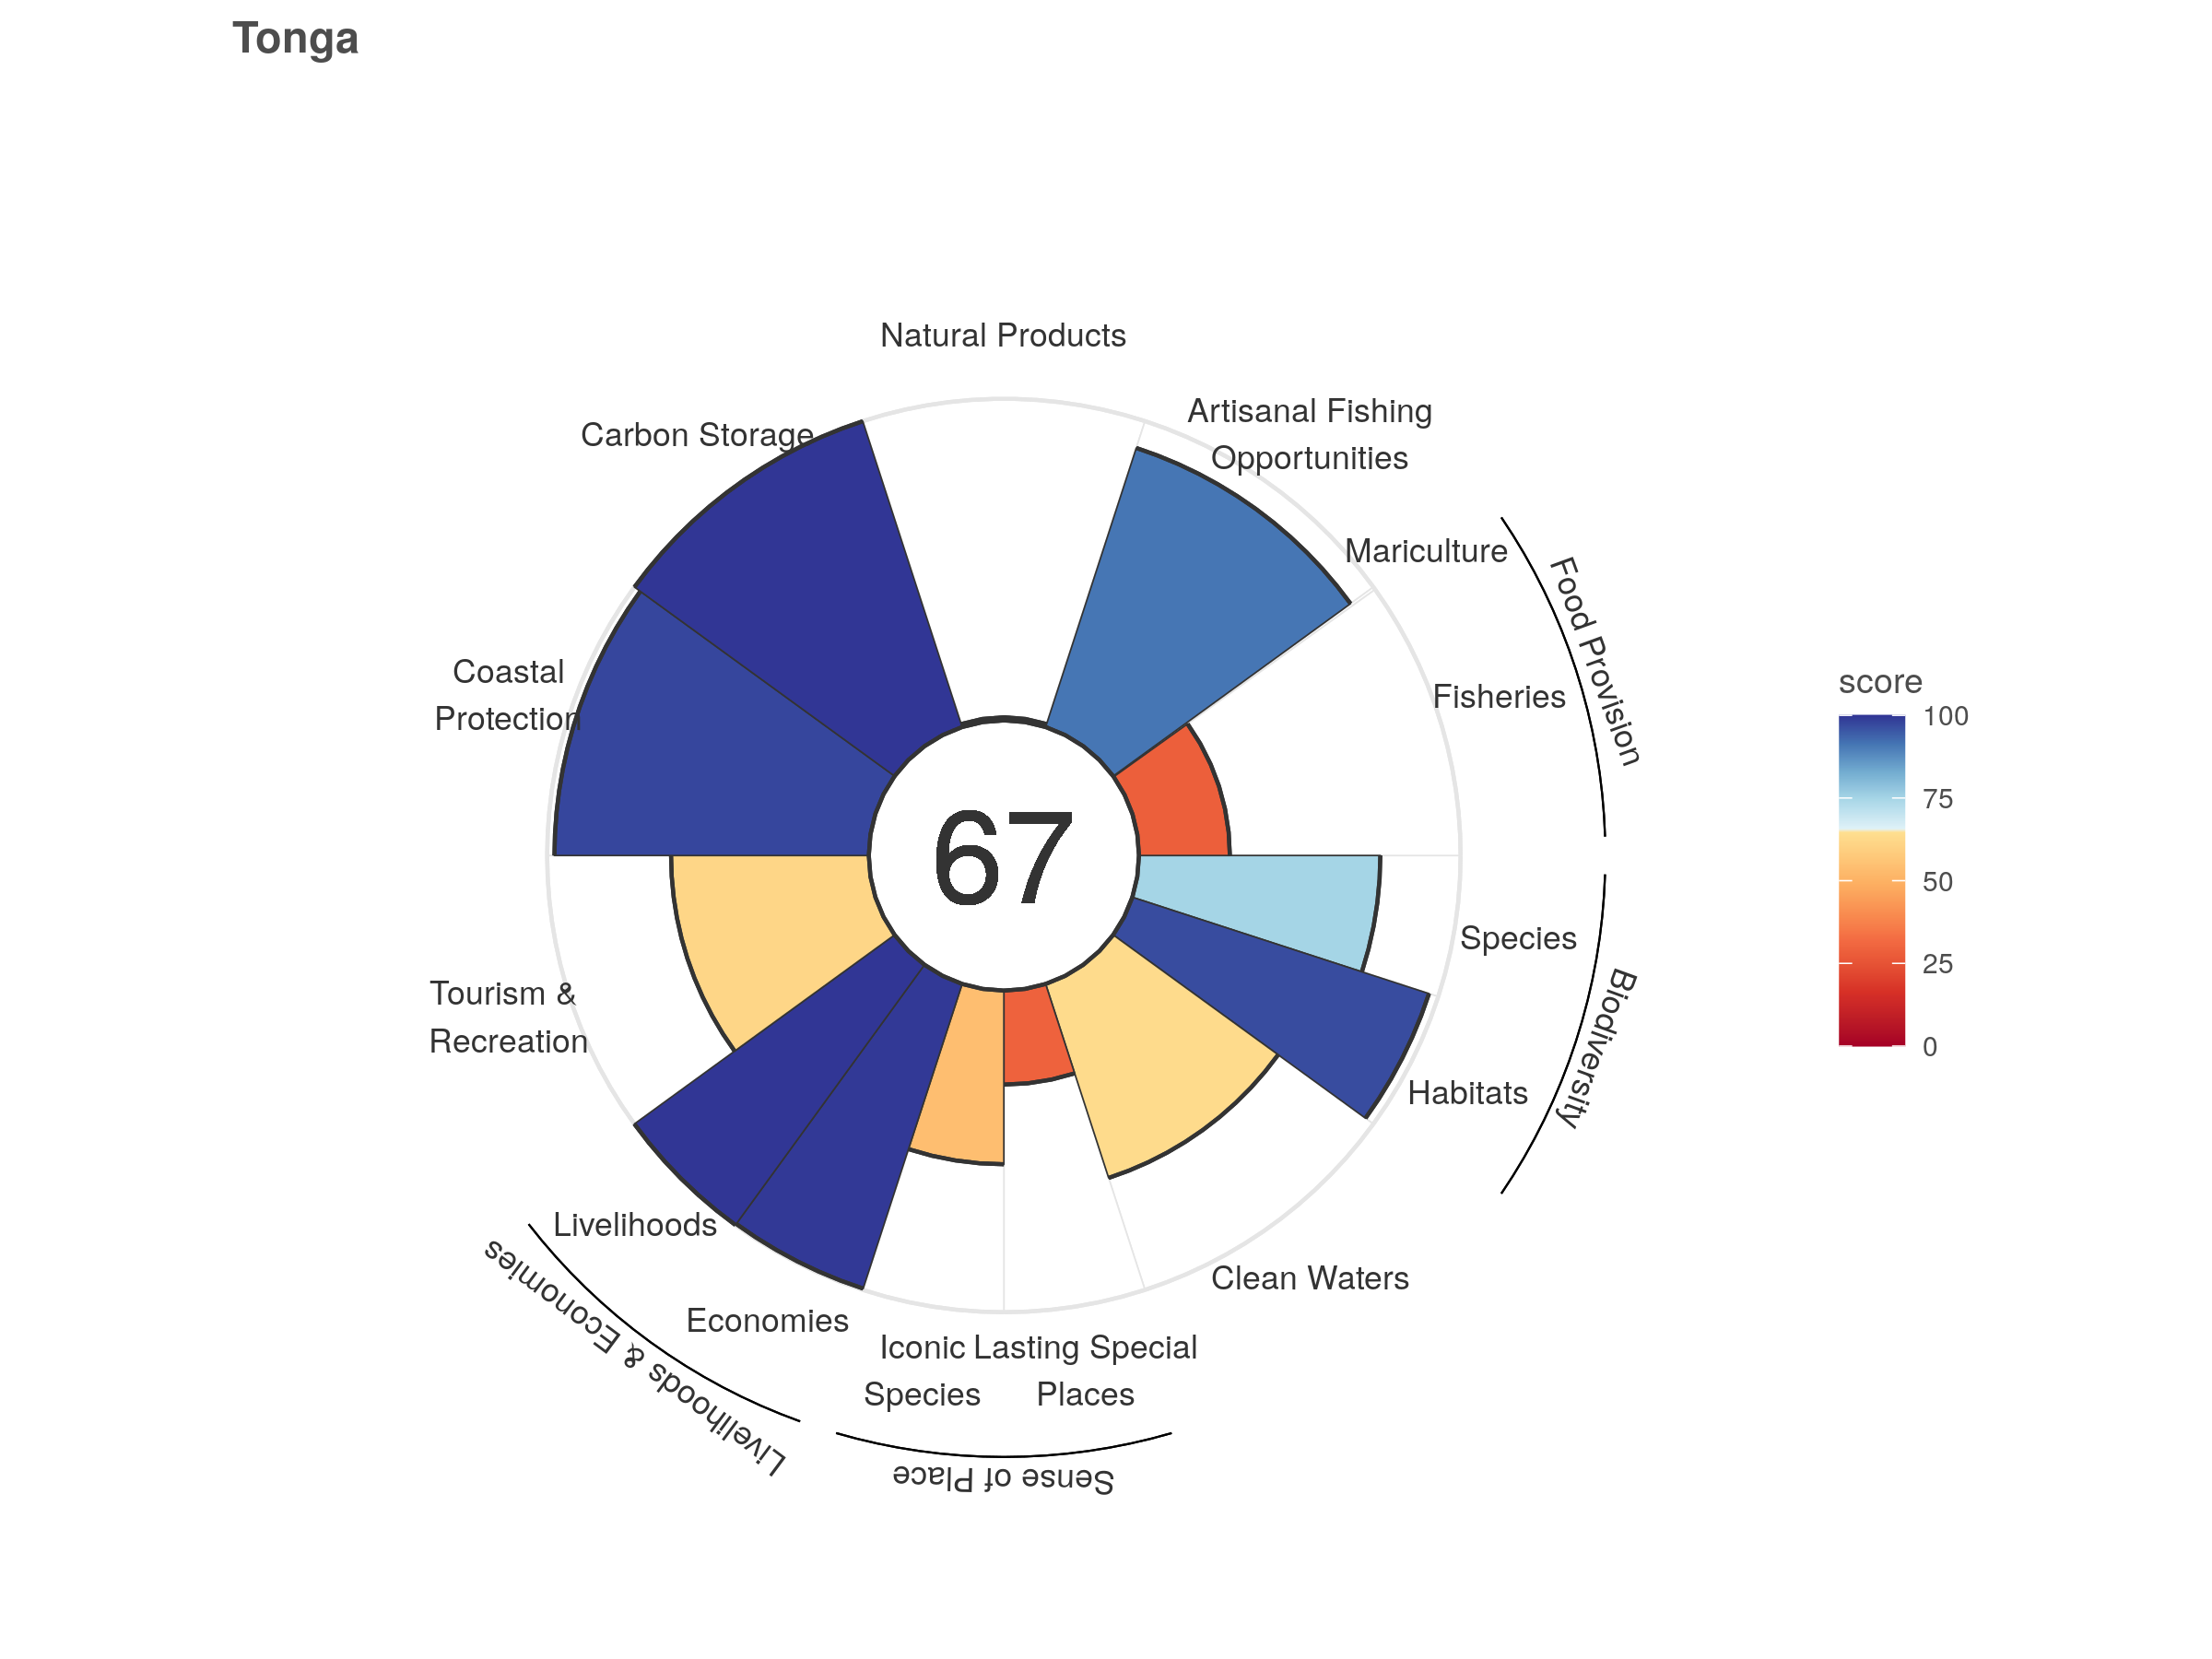 Tonga
Natural Products
Artisanal Fishing
Opportunities
Carbon Storage
Mariculture
Food Provision
Fisheries
Coastal
Protection
score
100
75
50
25
0
67
Species
Biodiversity
Habitats
Tourism &
Recreation
Livelihoods
Economies
Livelihoods & Economies
Clean Waters
Iconic
Species
Lasting Special
Places
Sense of Place